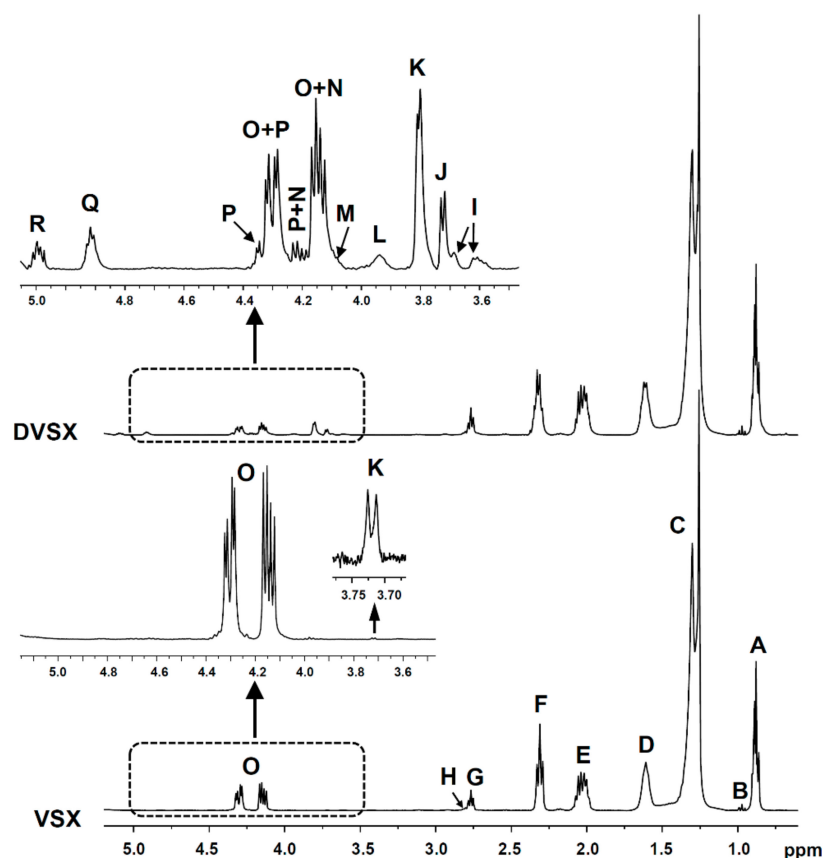 K
O+N
O+P
J
R
Q
P
P+N
M
L
I
5.0 4.8 4.6 4.4 4.2 4.0 3.8 3.6
DVSX
O
K
3.75 3.70
C
5.0 4.8 4.6 4.4 4.2 4.0 3.8 3.6
A
F
O
H
G
E
D
B
VSX
5.0 4.5 4.0 3.5 3.0 2.5 2.0 1.5 1.0 ppm